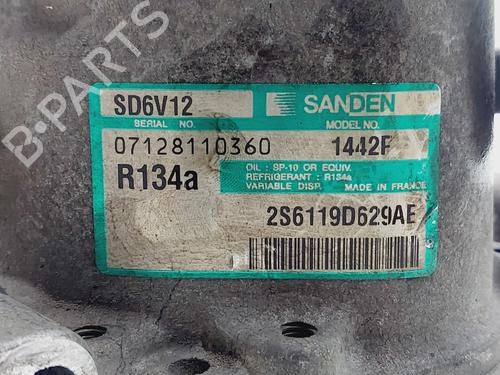 B-PARTS
SD6V12 SANDEN
SERIAL NO. MODEL NO.
07128110360 1442F
R134a OIL : SP-10 OR EQUIV.
REFRIGERANT : R134a
VARIABLE DISP. MADE IN FRANCE
2S6119D629AE